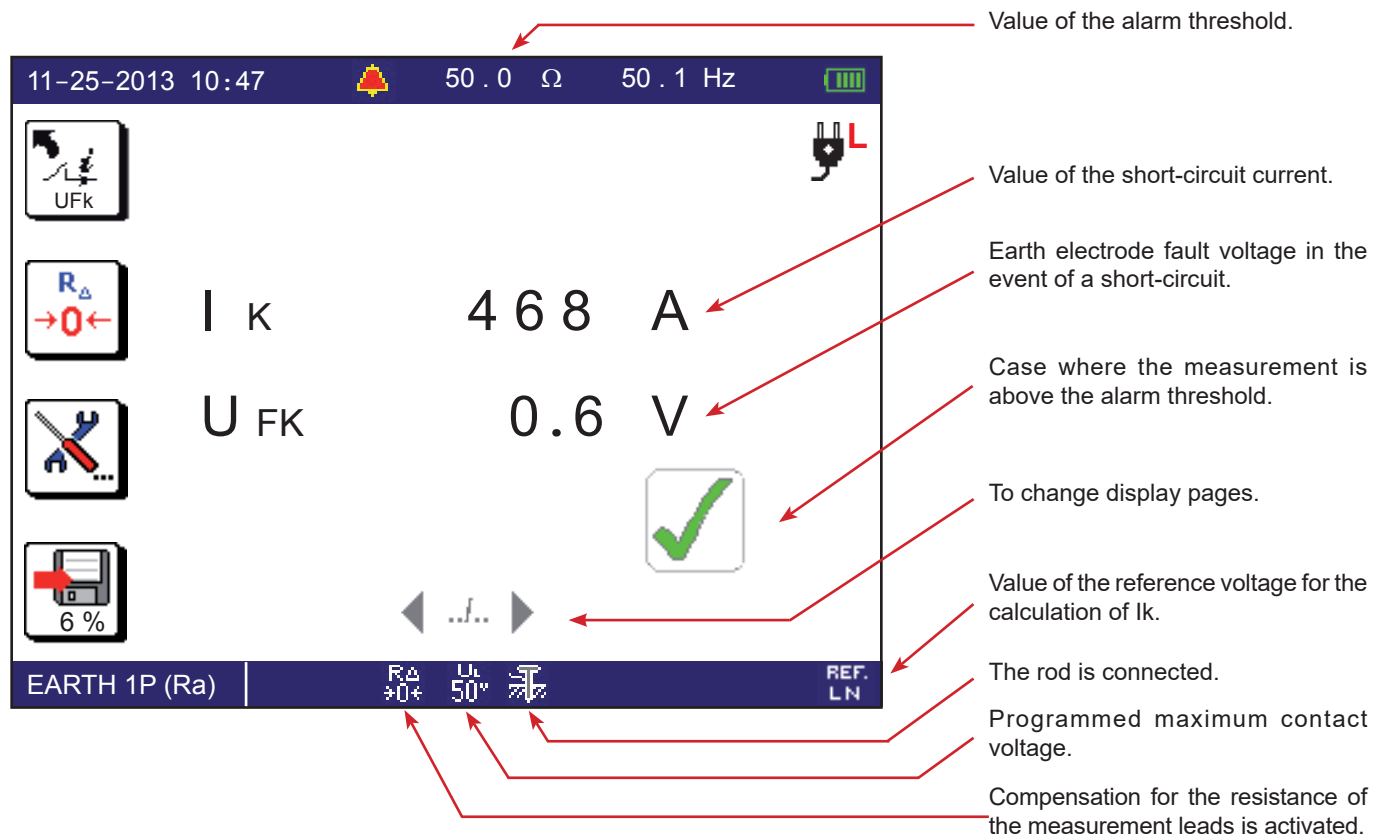 Value of the alarm threshold.
11-25-2013 10:47 50.0 Ω 50.1 Hz
L
UFk
Value of the short-circuit current.
Earth electrode fault voltage in the
event of a short-circuit.
R△
→0←
I K 468 A
Case where the measurement is
above the alarm threshold.
U FK 0.6 V
...
To change display pages.
Value of the reference voltage for the
calculation of Ik.
6 %
../..
The rod is connected.
EARTH 1P (Ra)
R△
→0←
UL
50V
REF.
LN
Programmed maximum contact
voltage.
Compensation for the resistance of
the measurement leads is activated.